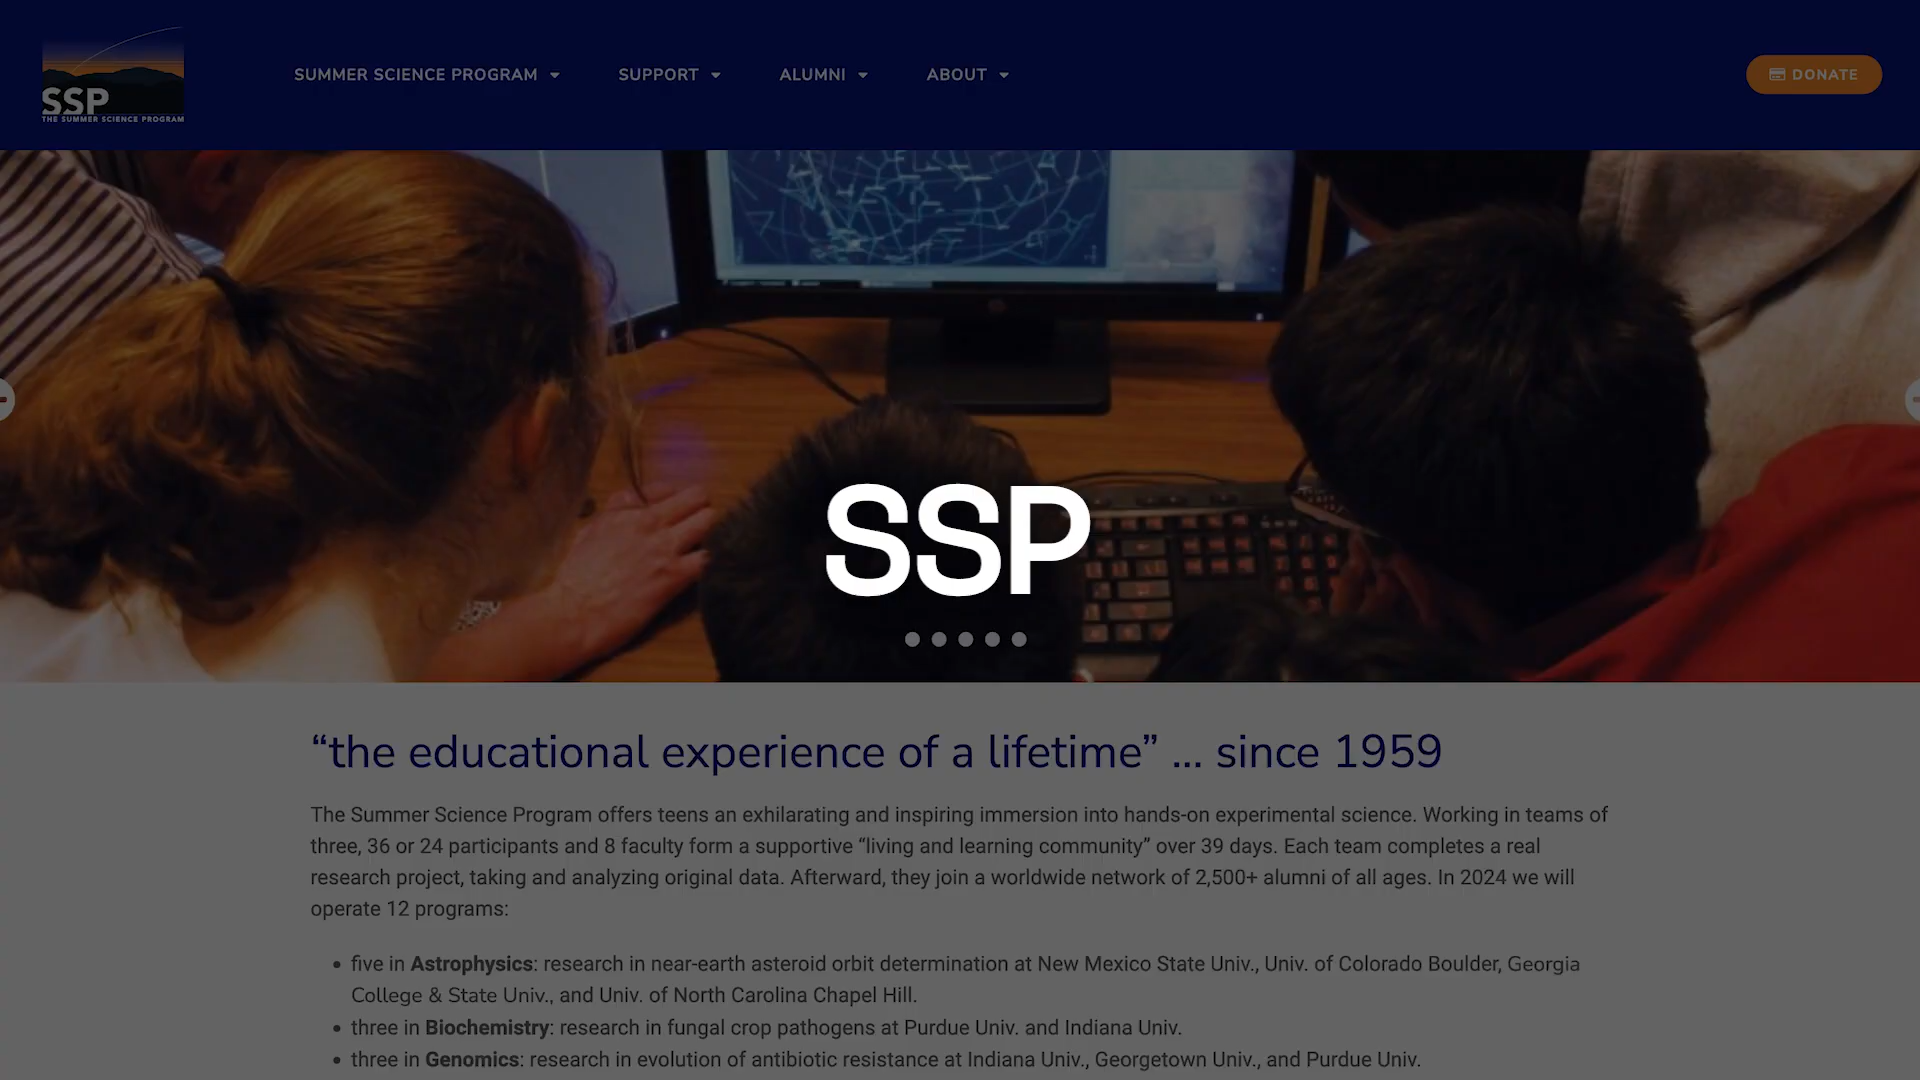 SSP
THE SUMMER SCIENCE PROGRAM
SUMMER SCIENCE PROGRAM
SUPPORT
ALUMNI
ABOUT
DONATE
SSP
“the educational experience of a lifetime” ... since 1959
The Summer Science Program offers teens an exhilarating and inspiring immersion into hands-on experimental science. Working in teams of
three, 36 or 24 participants and 8 faculty form a supportive “living and learning community” over 39 days. Each team completes a real
research project, taking and analyzing original data. Afterward, they join a worldwide network of 2,500+ alumni of all ages. In 2024 we will
operate 12 programs:
• five in Astrophysics: research in near-earth asteroid orbit determination at New Mexico State Univ., Univ. of Colorado Boulder, Georgia
College & State Univ., and Univ. of North Carolina Chapel Hill.
• three in Biochemistry: research in fungal crop pathogens at Purdue Univ. and Indiana Univ.
• three in Genomics: research in evolution of antibiotic resistance at Indiana Univ., Georgetown Univ., and Purdue Univ.